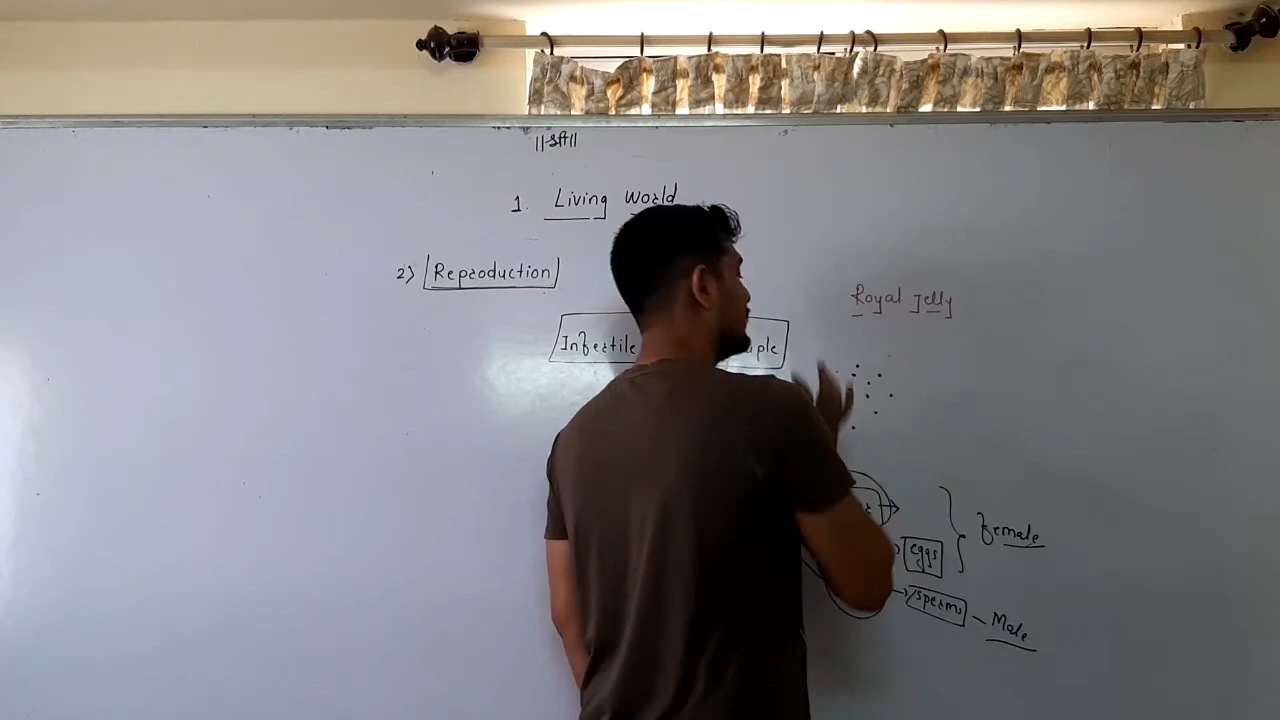 ||श्री||
1. Living World
2) Reproduction
Royal Jelly
Infertile
eggs
female
sperms
Male